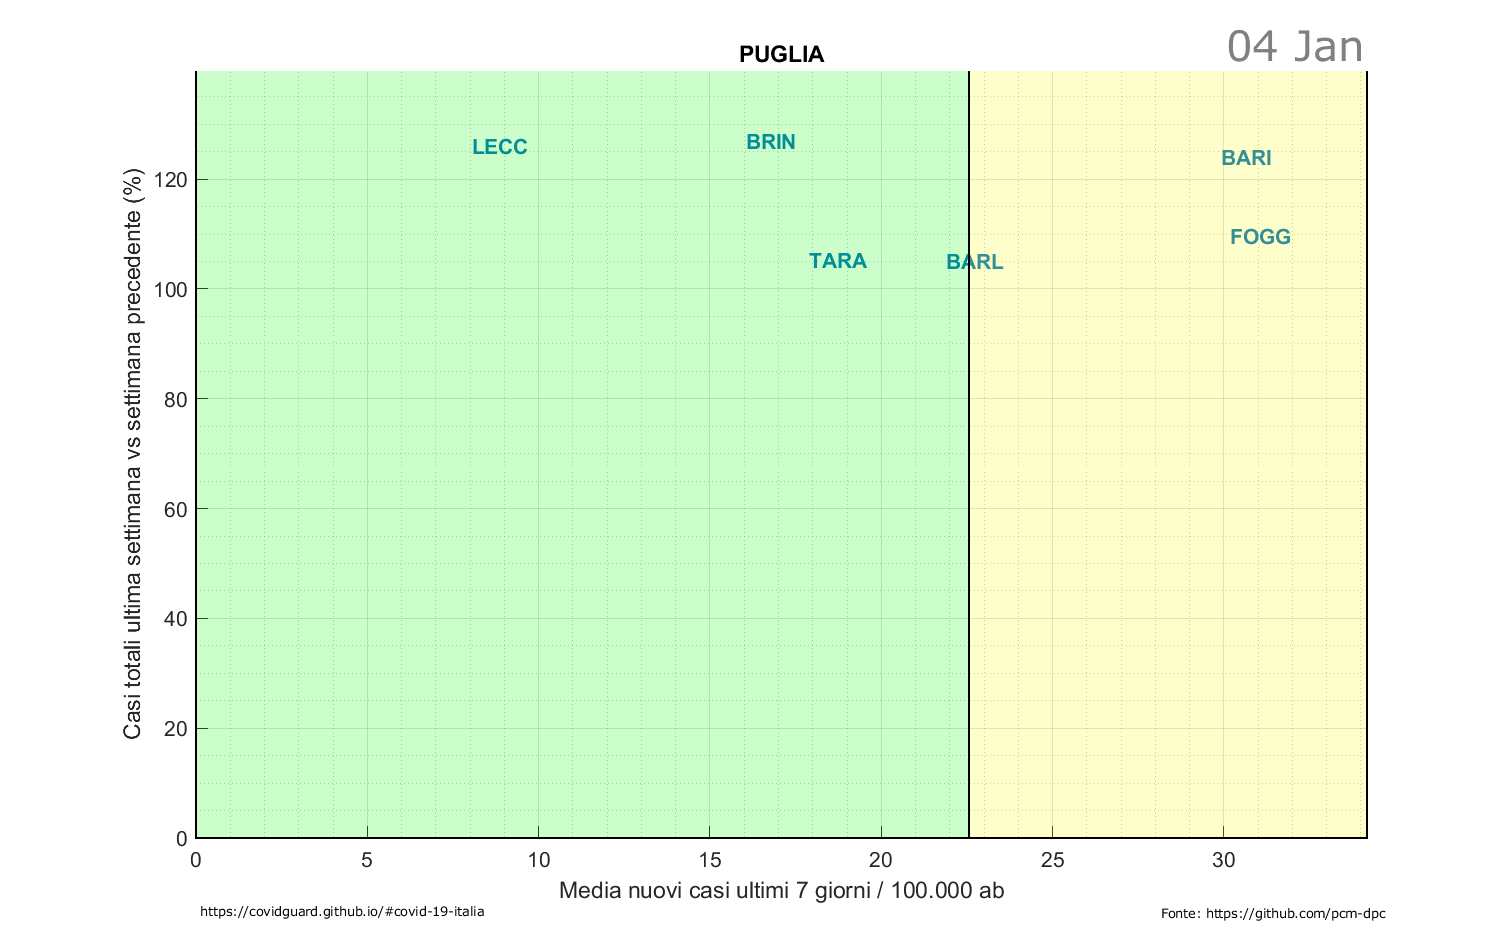 04 Jan
PUGLIA
LECC
BRIN
BARI
FOGG
TARA
BARL
Casi totali ultima settimana vs settimana precedente (%)
120
100
80
60
40
20
0
0 5 10 15 20 25 30
Media nuovi casi ultimi 7 giorni / 100.000 ab
https://covidguard.github.io/#covid-19-italia
Fonte: https://github.com/pcm-dpc